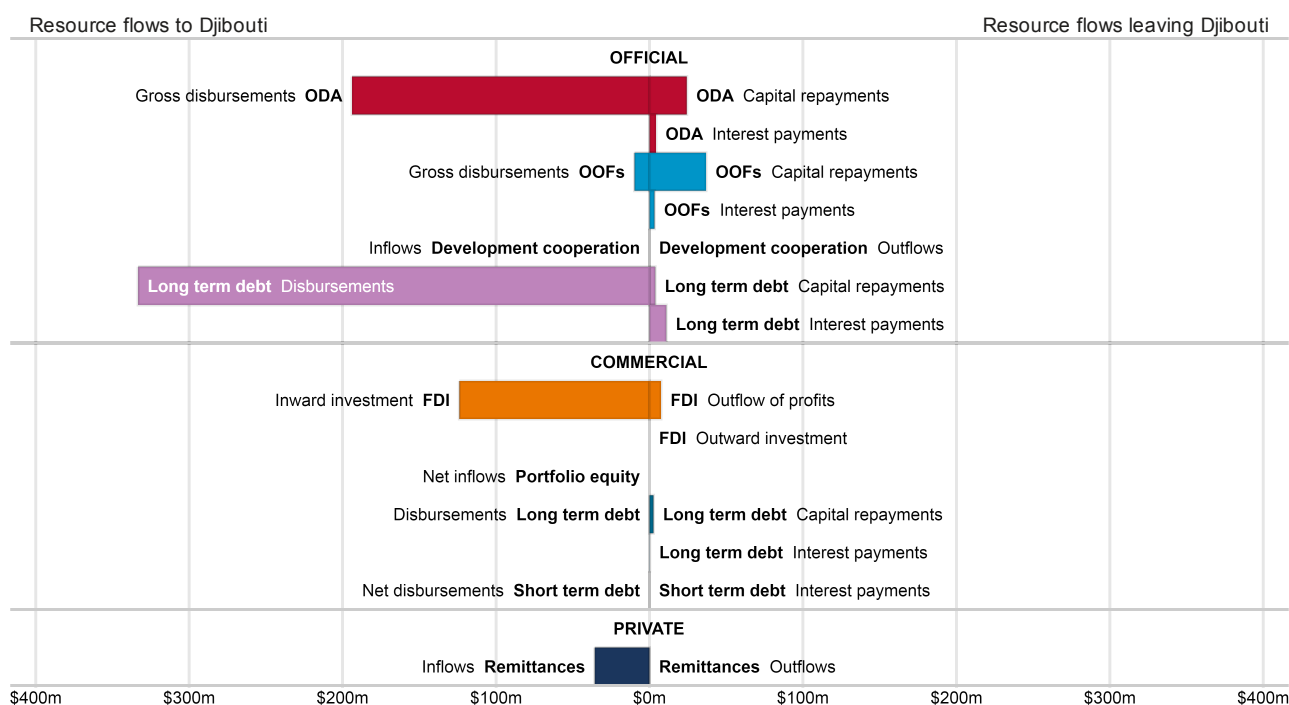 Resource flows to Djibouti Resource flows leaving Djibouti
OFFICIAL
Gross disbursements ODA ODA Capital repayments
ODA Interest payments
Gross disbursements OOFs OOFs Capital repayments
OOFs Interest payments
Inflows Development cooperation Development cooperation Outflows
Long term debt Disbursements Long term debt Capital repayments
Long term debt Interest payments
COMMERCIAL
Inward investment FDI FDI Outflow of profits
FDI Outward investment
Net inflows Portfolio equity
Disbursements Long term debt Long term debt Capital repayments
Long term debt Interest payments
Net disbursements Short term debt Short term debt Interest payments
PRIVATE
Inflows Remittances Remittances Outflows
$400m $300m $200m $100m $0m $100m $200m $300m $400m